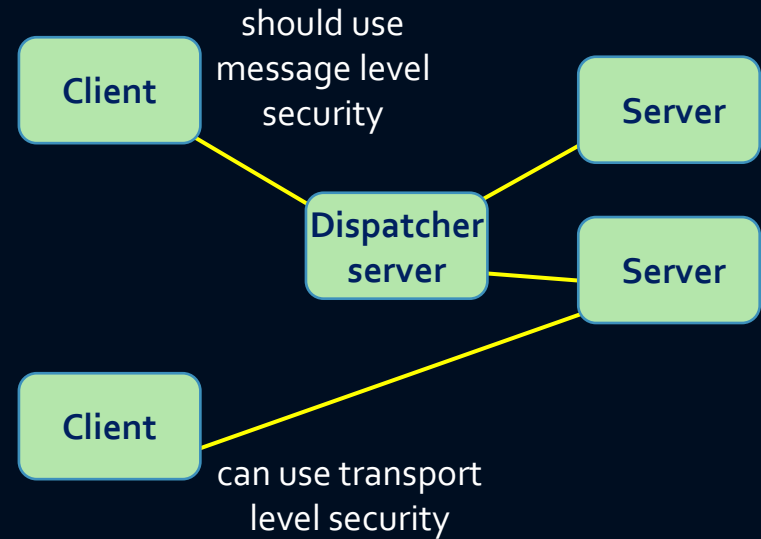 should use
message level
security
Client
Server
Dispatcher
server
Server
Client
can use transport
level security